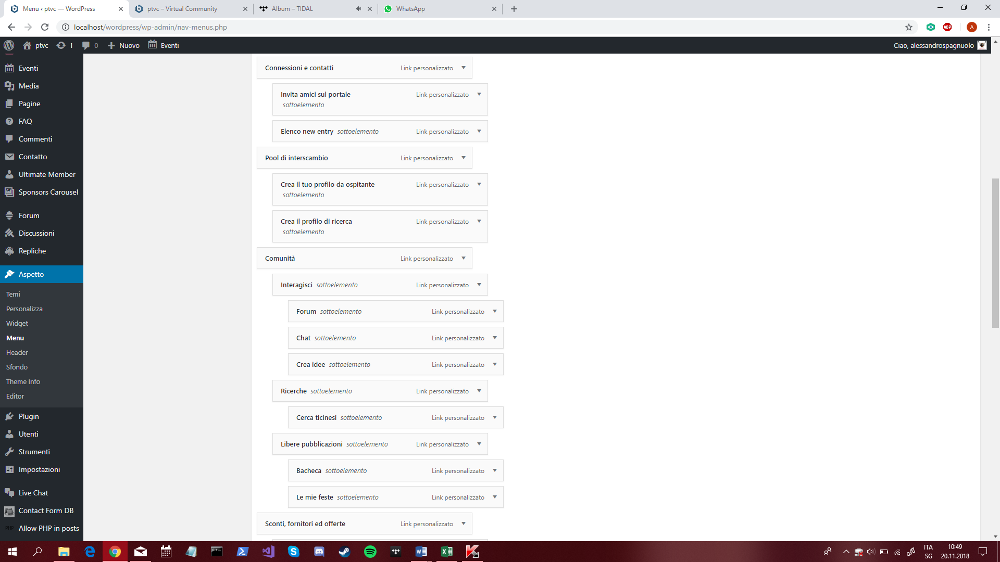 Menu ‹ ptvc — WordPress
ptvc – Virtual Community
Album – TIDAL
WhatsApp
localhost/wordpress/wp-admin/nav-menus.php
ABP
A
ptvc
1
0
Nuovo
Eventi
Ciao, alessandrospagnuolo
Eventi
Media
Pagine
FAQ
Commenti
Contatto
Ultimate Member
Sponsors Carousel
Forum
Discussioni
Repliche
Aspetto
Temi
Personalizza
Widget
Menu
Header
Sfondo
Theme Info
Editor
Plugin
Utenti
Strumenti
Impostazioni
Live Chat
Contact Form DB
PHP Allow PHP in posts
Connessioni e contatti Link personalizzato
Invita amici sul portale Link personalizzato
sottoelemento
Elenco new entry sottoelemento Link personalizzato
Pool di interscambio Link personalizzato
Crea il tuo profilo da ospitante Link personalizzato
sottoelemento
Crea il profilo di ricerca Link personalizzato
sottoelemento
Comunità Link personalizzato
Interagisci sottoelemento Link personalizzato
Forum sottoelemento Link personalizzato
Chat sottoelemento Link personalizzato
Crea idee sottoelemento Link personalizzato
Ricerche sottoelemento Link personalizzato
Cerca ticinesi sottoelemento Link personalizzato
Libere pubblicazioni sottoelemento Link personalizzato
Bacheca sottoelemento Link personalizzato
Le mie feste sottoelemento Link personalizzato
Sconti, fornitori ed offerte Link personalizzato
ITA
SG
10:49
20.11.2018